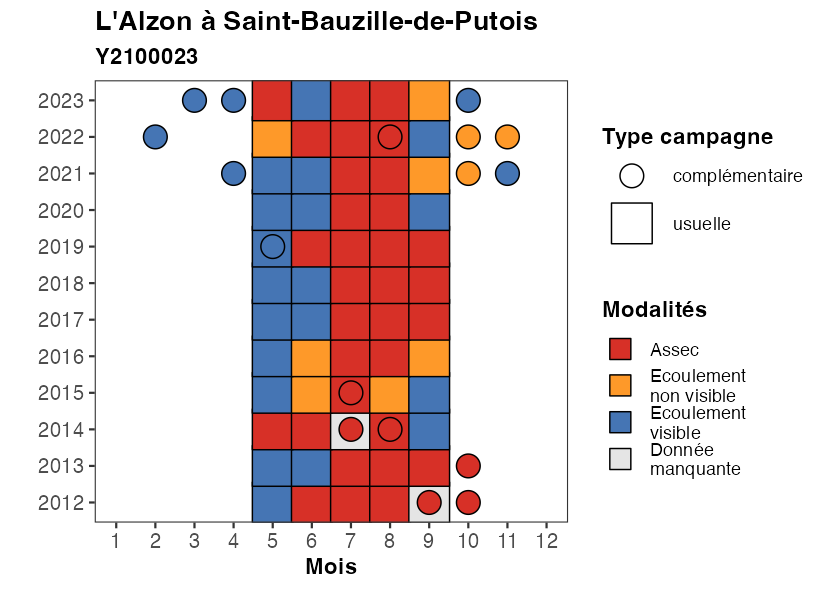 L'Alzon à Saint-Bauzille-de-Putois
Y2100023
2023
2022
2021
2020
2019
2018
2017
2016
2015
2014
2013
2012
1 2 3 4 5 6 7 8 9 10 11 12
Mois
Type campagne
complémentaire
usuelle
Modalités
Assec
Ecoulement
non visible
Ecoulement
visible
Donnée
manquante